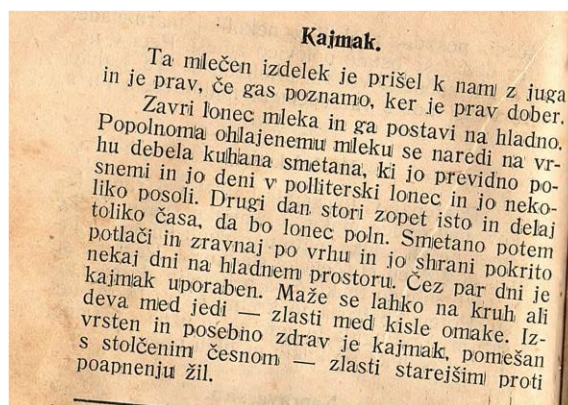 Kajmak.
Ta mlečen izdelek je prišel k nam z juga
in je prav, če gas poznamo, ker je prav dober.
Zavri lonec mleka in ga postavi na hladno.
Popolnoma ohlajenemu mleku se naredi na vr-
hu debela kuhana smetana, ki jo previdno po-
snemi in jo deni v polliterski lonec in jo neko-
liko posoli. Drugi dan stori zopet isto in delaj
toliko časa, da bo lonec poln. Smetano potem
potlači in zravnaj po vrhu in jo shrani pokrito
nekaj dni na hladnem prostoru. Čez par dni je
kajmak uporaben. Maže se lahko na kruh ali
deva med jedi — zlasti med kisle omake. Iz-
vrsten in posebno zdrav je kajmak, pomešan
s stolčenim česnom — zlasti starejšim proti
poapnenju žil.